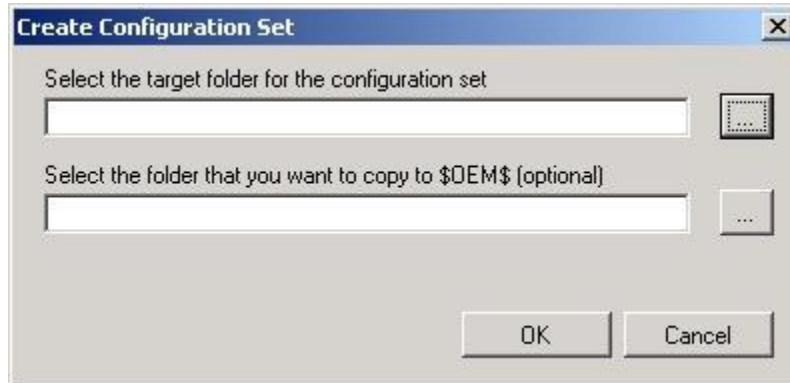 Create Configuration Set
Select the target folder for the configuration set
...
Select the folder that you want to copy to $OEM$ (optional)
...
OK Cancel